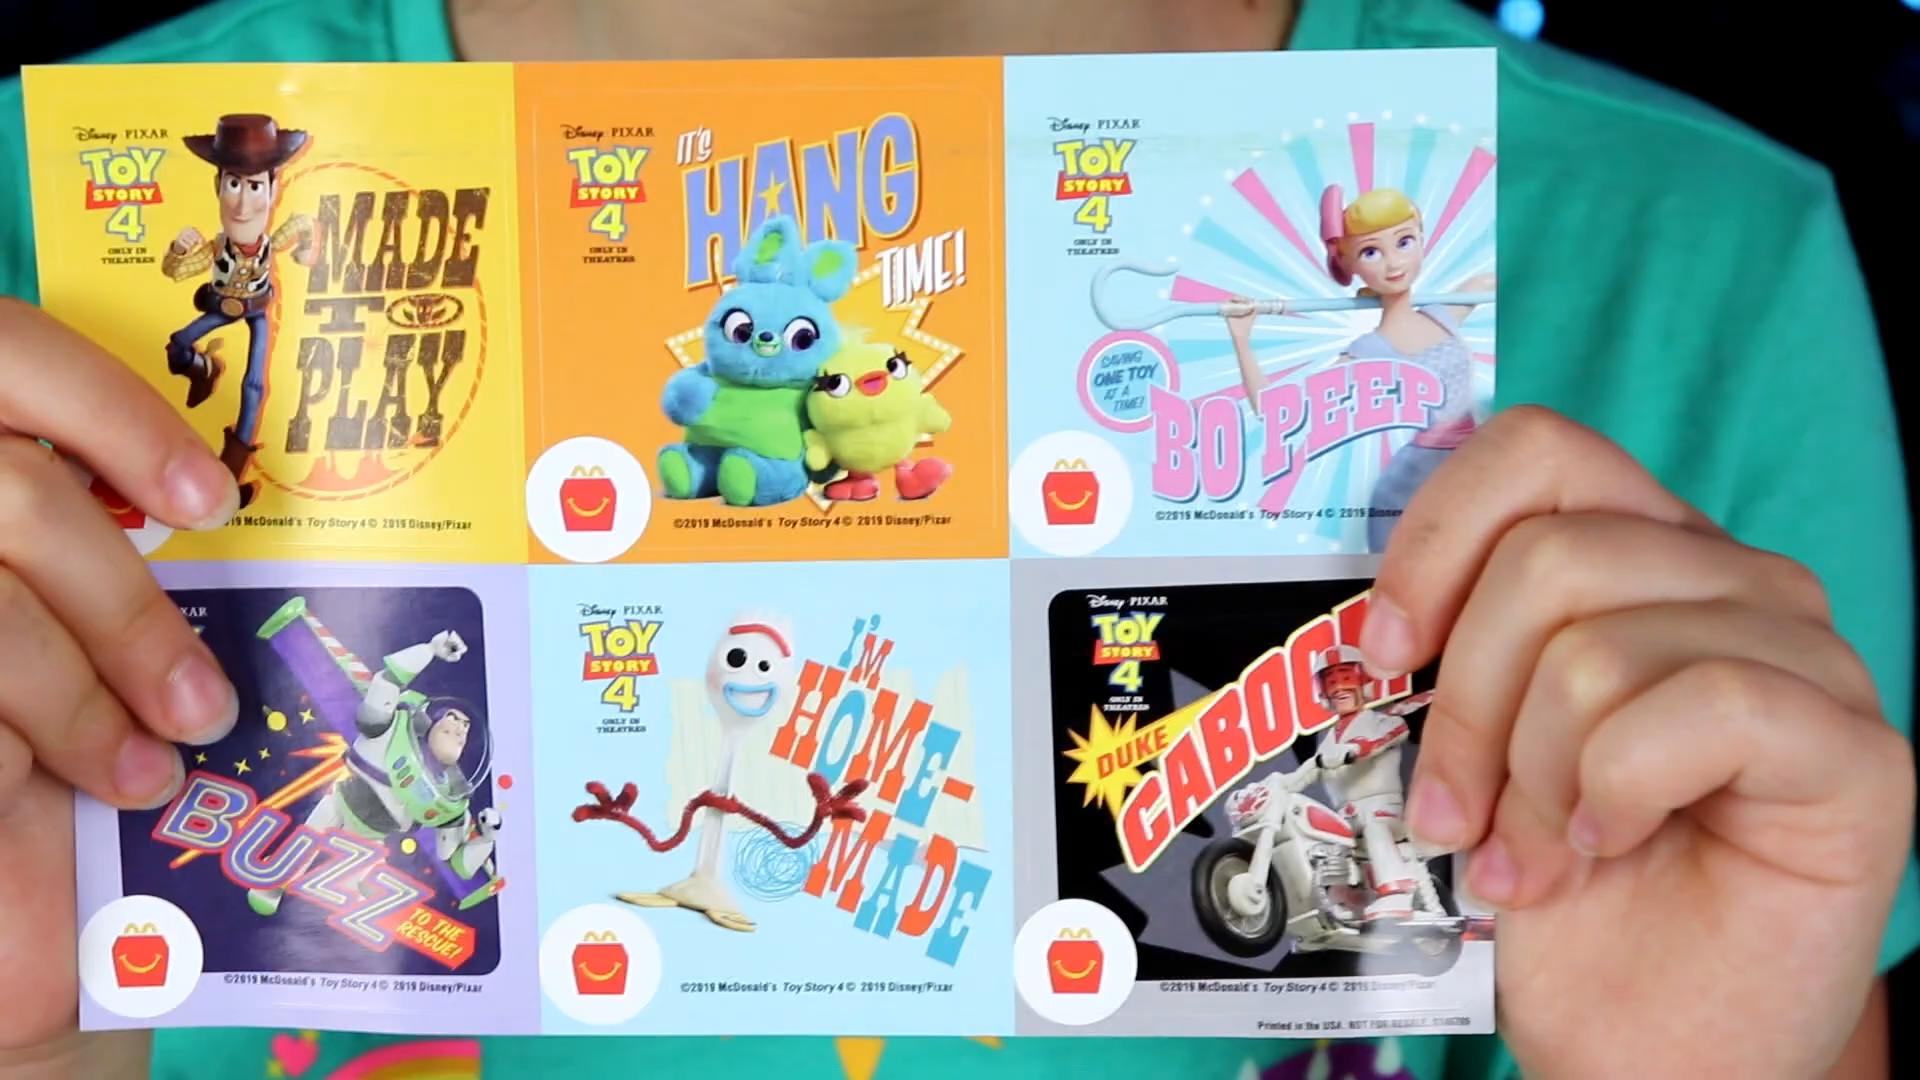 Disney PIXAR
TOY
STORY
4
ONLY IN
THEATRES
MADE
TO
PLAY
19 McDonald's Toy Story 4 © 2019 Disney/Pixar
Disney PIXAR
TOY
STORY
4
ONLY IN
THEATRES
IT'S
HANG
TIME!
©2019 McDonald's Toy Story 4 © 2019 Disney/Pixar
Disney PIXAR
TOY
STORY
4
ONLY IN
THEATRES
SAVING
ONE TOY
AT A
TIME!
BO PEEP
©2019 McDonald's Toy Story 4 © 2019 Disney
XAR
BUZZ
TO THE
RESCUE!
©2019 McDonald's Toy Story 4 © 2019 Disney/Pixar
Disney PIXAR
TOY
STORY
4
ONLY IN
THEATRES
I'M
HOME-
MADE
©2019 McDonald's Toy Story 4 © 2019 Disney/Pixar
Disney PIXAR
TOY
STORY
4
ONLY IN
THEATRES
DUKE
CABOOM
©2019 McDonald's Toy Story 4 © 2019 Disney/Pixar
Printed in the USA. NOT FOR RESALE.